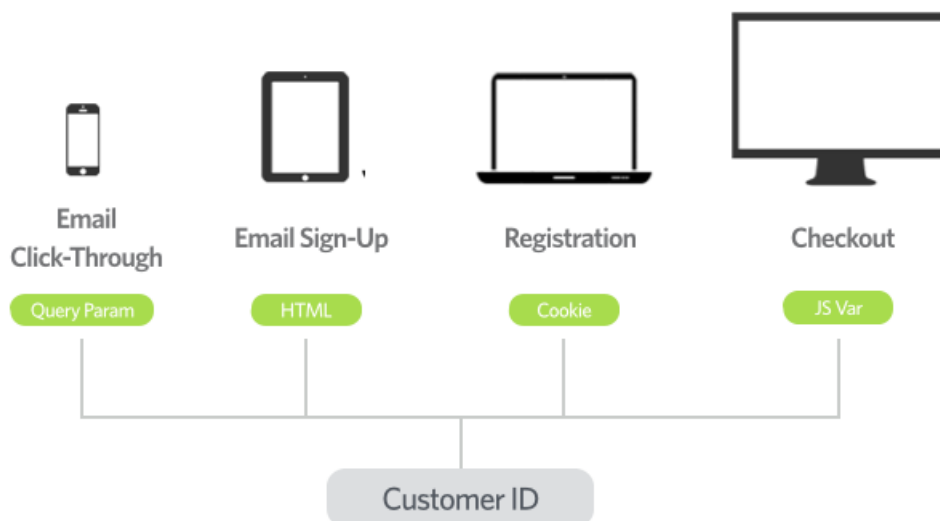 Email
Click-Through
Email Sign-Up
Registration
Checkout
Query Param
HTML
Cookie
JS Var
Customer ID